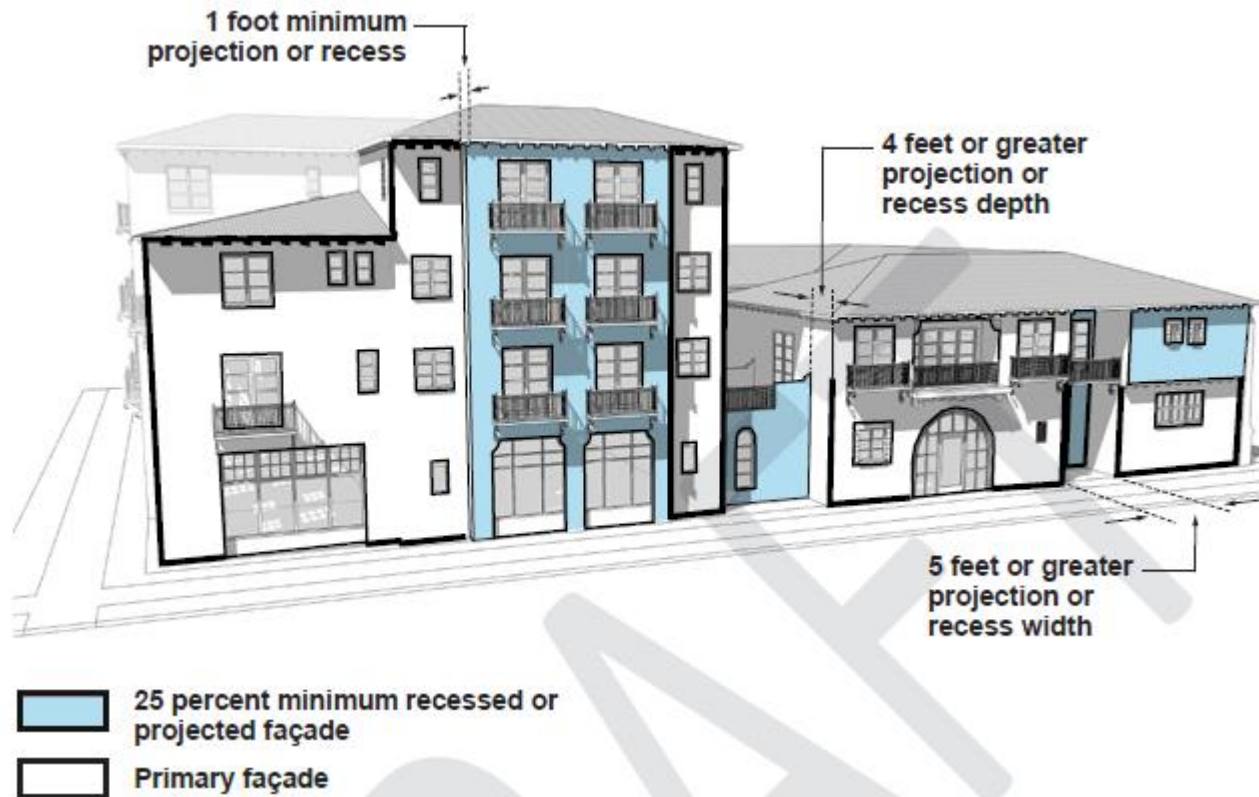 1 foot minimum
projection or recess
4 feet or greater
projection or
recess depth
5 feet or greater
projection or
recess width
25 percent minimum recessed or
projected façade
Primary façade
DRAFT